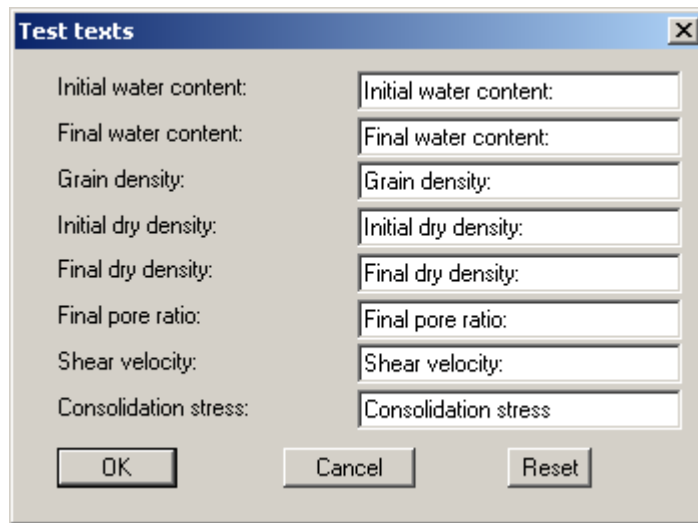 Test texts
Initial water content: Initial water content:
Final water content: Final water content:
Grain density: Grain density:
Initial dry density: Initial dry density:
Final dry density: Final dry density:
Final pore ratio: Final pore ratio:
Shear velocity: Shear velocity:
Consolidation stress: Consolidation stress
OK Cancel Reset